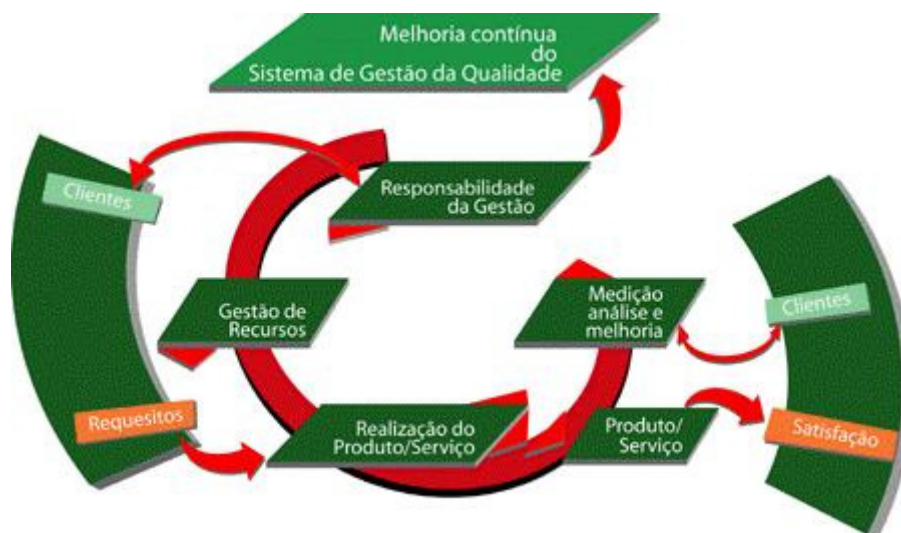 Melhoria contínua
do
Sistema de Gestão da Qualidade
Clientes
Responsabilidade
da Gestão
Gestão de
Recursos
Medição
análise e
melhoria
Clientes
Requesitos
Realização do
Produto/Serviço
Produto/
Serviço
Satisfação